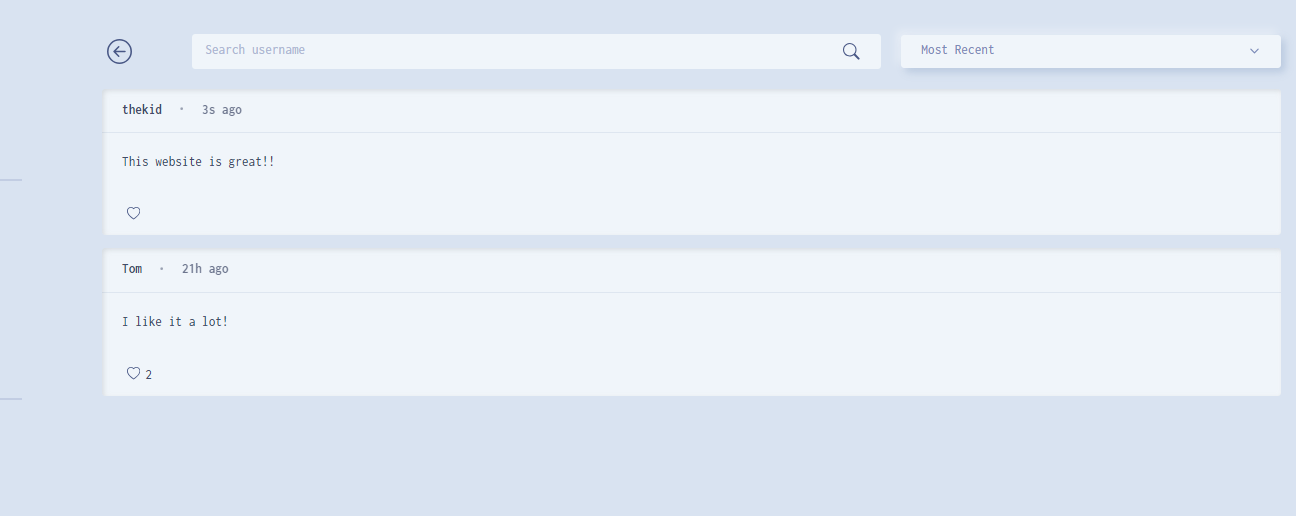 Search username
Most Recent
thekid • 3s ago
This website is great!!
Tom • 21h ago
I like it a lot!
2